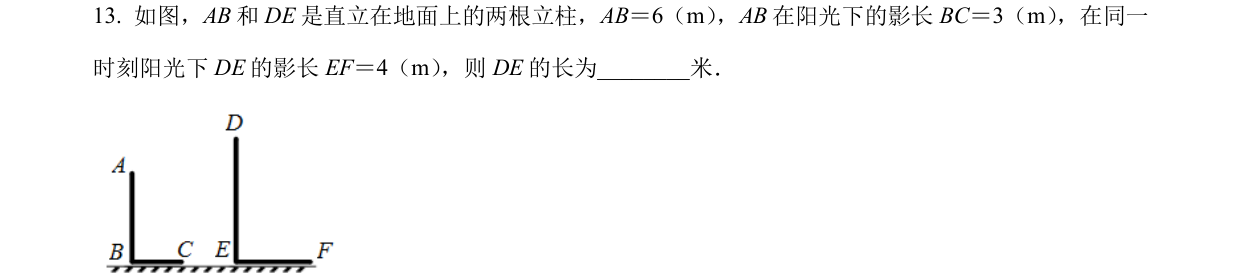 13. 如图，AB 和 DE 是直立在地面上的两根立柱，AB＝6（m），AB 在阳光下的影长 BC＝3（m），在同一
时刻阳光下 DE 的影长 EF＝4（m），则 DE 的长为________米．
D
A
B C E F